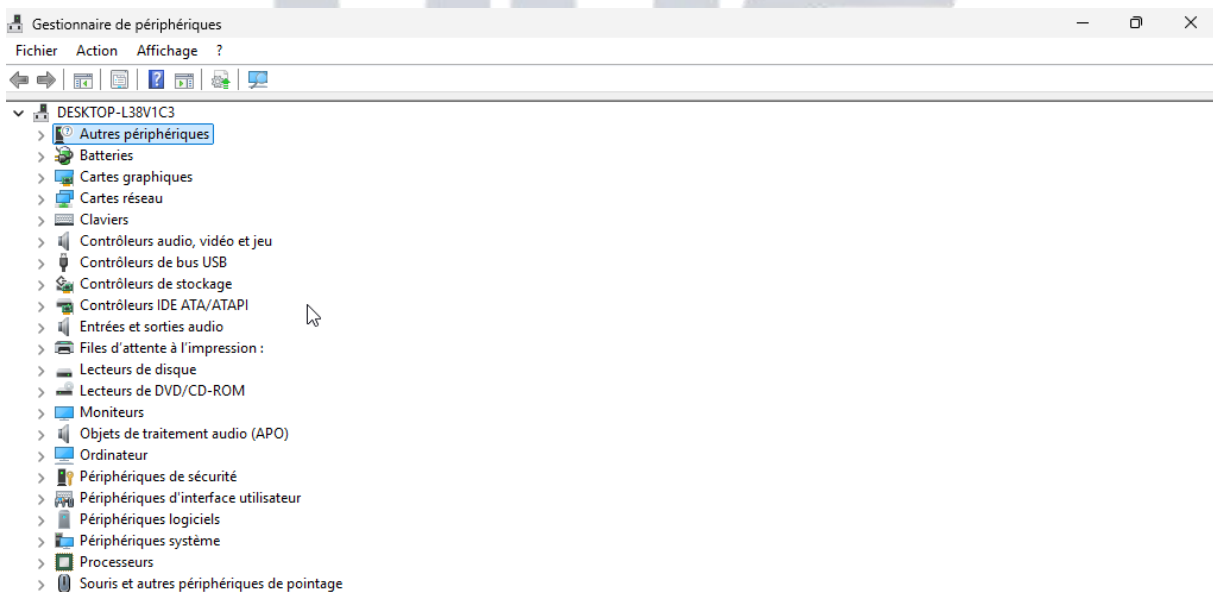 Gestionnaire de périphériques
Fichier Action Affichage ?
DESKTOP-L38V1C3
Autres périphériques
Batteries
Cartes graphiques
Cartes réseau
Claviers
Contrôleurs audio, vidéo et jeu
Contrôleurs de bus USB
Contrôleurs de stockage
Contrôleurs IDE ATA/ATAPI
Entrées et sorties audio
Files d'attente à l'impression :
Lecteurs de disque
Lecteurs de DVD/CD-ROM
Moniteurs
Objets de traitement audio (APO)
Ordinateur
Périphériques de sécurité
Périphériques d'interface utilisateur
Périphériques logiciels
Périphériques système
Processeurs
Souris et autres périphériques de pointage